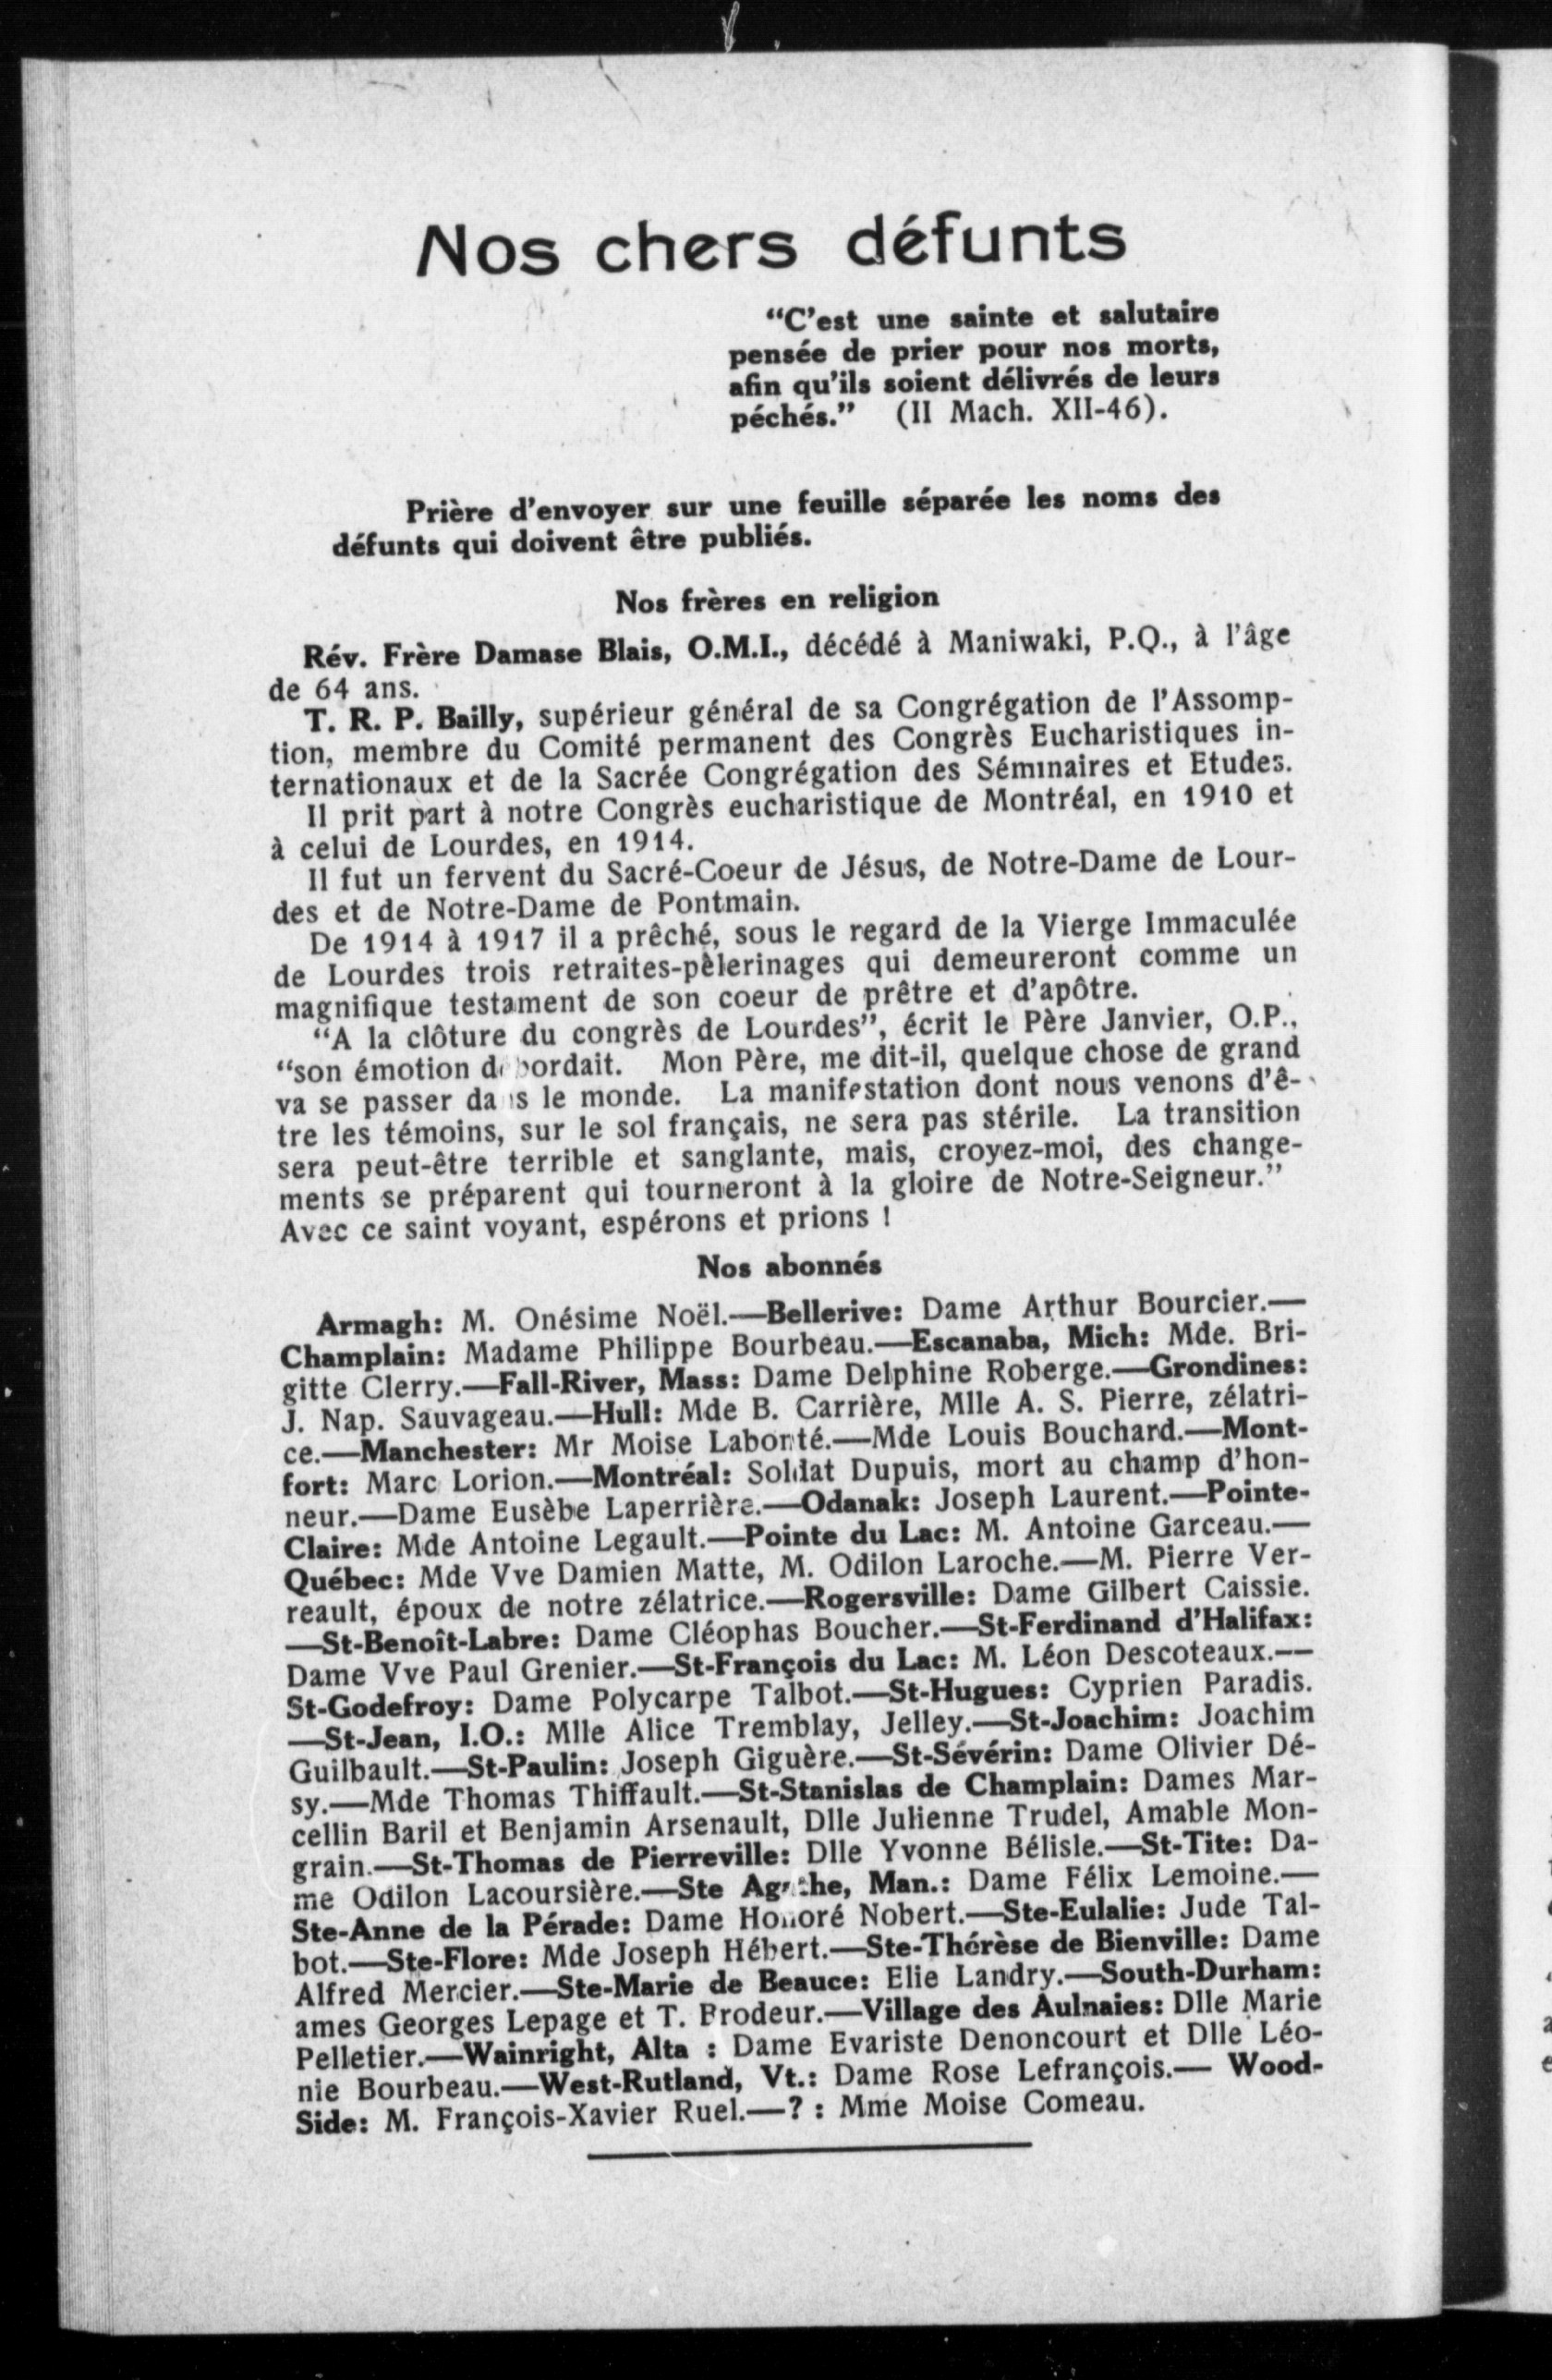 Nos chers défunts
“C’est une sainte et salutaire
pensée de prier pour nos morts,
afin qu’ils soient délivrés de leurs
péchés.” (II Mach. XII-46).
Prière d’envoyer sur une feuille séparée les noms des
défunts qui doivent être publiés.
Nos frères en religion
Rév. Frère Damase Blais, O.M.I., décédé à Maniwaki, P.Q., à l’âge
de 64 ans.
T. R. P. Bailly, supérieur général de sa Congrégation de l’Assomp-
tion, membre du Comité permanent des Congrès Eucharistiques in-
ternationaux et de la Sacrée Congrégation des Séminaires et Etudes.
Il prit part à notre Congrès eucharistique de Montréal, en 1910 et
à celui de Lourdes, en 1914.
Il fut un fervent du Sacré-Coeur de Jésus, de Notre-Dame de Lour-
des et de Notre-Dame de Pontmain.
De 1914 à 1917 il a prêché, sous le regard de la Vierge Immaculée
de Lourdes trois retraites-pèlerinages qui demeureront comme un
magnifique testament de son coeur de prêtre et d’apôtre.
“A la clôture du congrès de Lourdes”, écrit le Père Janvier, O.P.,
“son émotion débordait. Mon Père, me dit-il, quelque chose de grand
va se passer dans le monde. La manifestation dont nous venons d’ê-
tre les témoins, sur le sol français, ne sera pas stérile. La transition
sera peut-être terrible et sanglante, mais, croyez-moi, des change-
ments se préparent qui tourneront à la gloire de Notre-Seigneur.”
Avec ce saint voyant, espérons et prions !
Nos abonnés
Armagh: M. Onésime Noël.—Bellerive: Dame Arthur Bourcier.—
Champlain: Madame Philippe Bourbeau.—Escanaba, Mich: Mde. Bri-
gitte Clerry.—Fall-River, Mass: Dame Delphine Roberge.—Grondines:
J. Nap. Sauvageau.—Hull: Mde B. Carrière, Mlle A. S. Pierre, zélatri-
ce.—Manchester: Mr Moise Labonté.—Mde Louis Bouchard.—Mont-
fort: Marc Lorion.—Montréal: Soldat Dupuis, mort au champ d’hon-
neur.—Dame Eusèbe Laperrière.—Odanak: Joseph Laurent.—Pointe-
Claire: Mde Antoine Legault.—Pointe du Lac: M. Antoine Garceau.—
Québec: Mde Vve Damien Matte, M. Odilon Laroche.—M. Pierre Ver-
reault, époux de notre zélatrice.—Rogersville: Dame Gilbert Caissie.
—St-Benoît-Labre: Dame Cléophas Boucher.—St-Ferdinand d’Halifax:
Dame Vve Paul Grenier.—St-François du Lac: M. Léon Descoteaux.—
St-Godefroy: Dame Polycarpe Talbot.—St-Hugues: Cyprien Paradis.
—St-Jean, I.O.: Mlle Alice Tremblay, Jelley.—St-Joachim: Joachim
Guilbault.—St-Paulin: Joseph Giguère.—St-Sévérin: Dame Olivier Dé-
sy.—Mde Thomas Thiffault.—St-Stanislas de Champlain: Dames Mar-
cellin Baril et Benjamin Arsenault, Dlle Julienne Trudel, Amable Mon-
grain.—St-Thomas de Pierreville: Dlle Yvonne Bélisle.—St-Tite: Da-
me Odilon Lacoursière.—Ste Agathe, Man.: Dame Félix Lemoine.—
Ste-Anne de la Pérade: Dame Honoré Nobert.—Ste-Eulalie: Jude Tal-
bot.—Ste-Flore: Mde Joseph Hébert.—Ste-Thérèse de Bienville: Dame
Alfred Mercier.—Ste-Marie de Beauce: Elie Landry.—South-Durham:
ames Georges Lepage et T. Brodeur.—Village des Aulnaies: Dlle Marie
Pelletier.—Wainright, Alta : Dame Evariste Denoncourt et Dlle Léo-
nie Bourbeau.—West-Rutland, Vt.: Dame Rose Lefrançois.— Wood-
Side: M. François-Xavier Ruel.—? : Mme Moise Comeau.